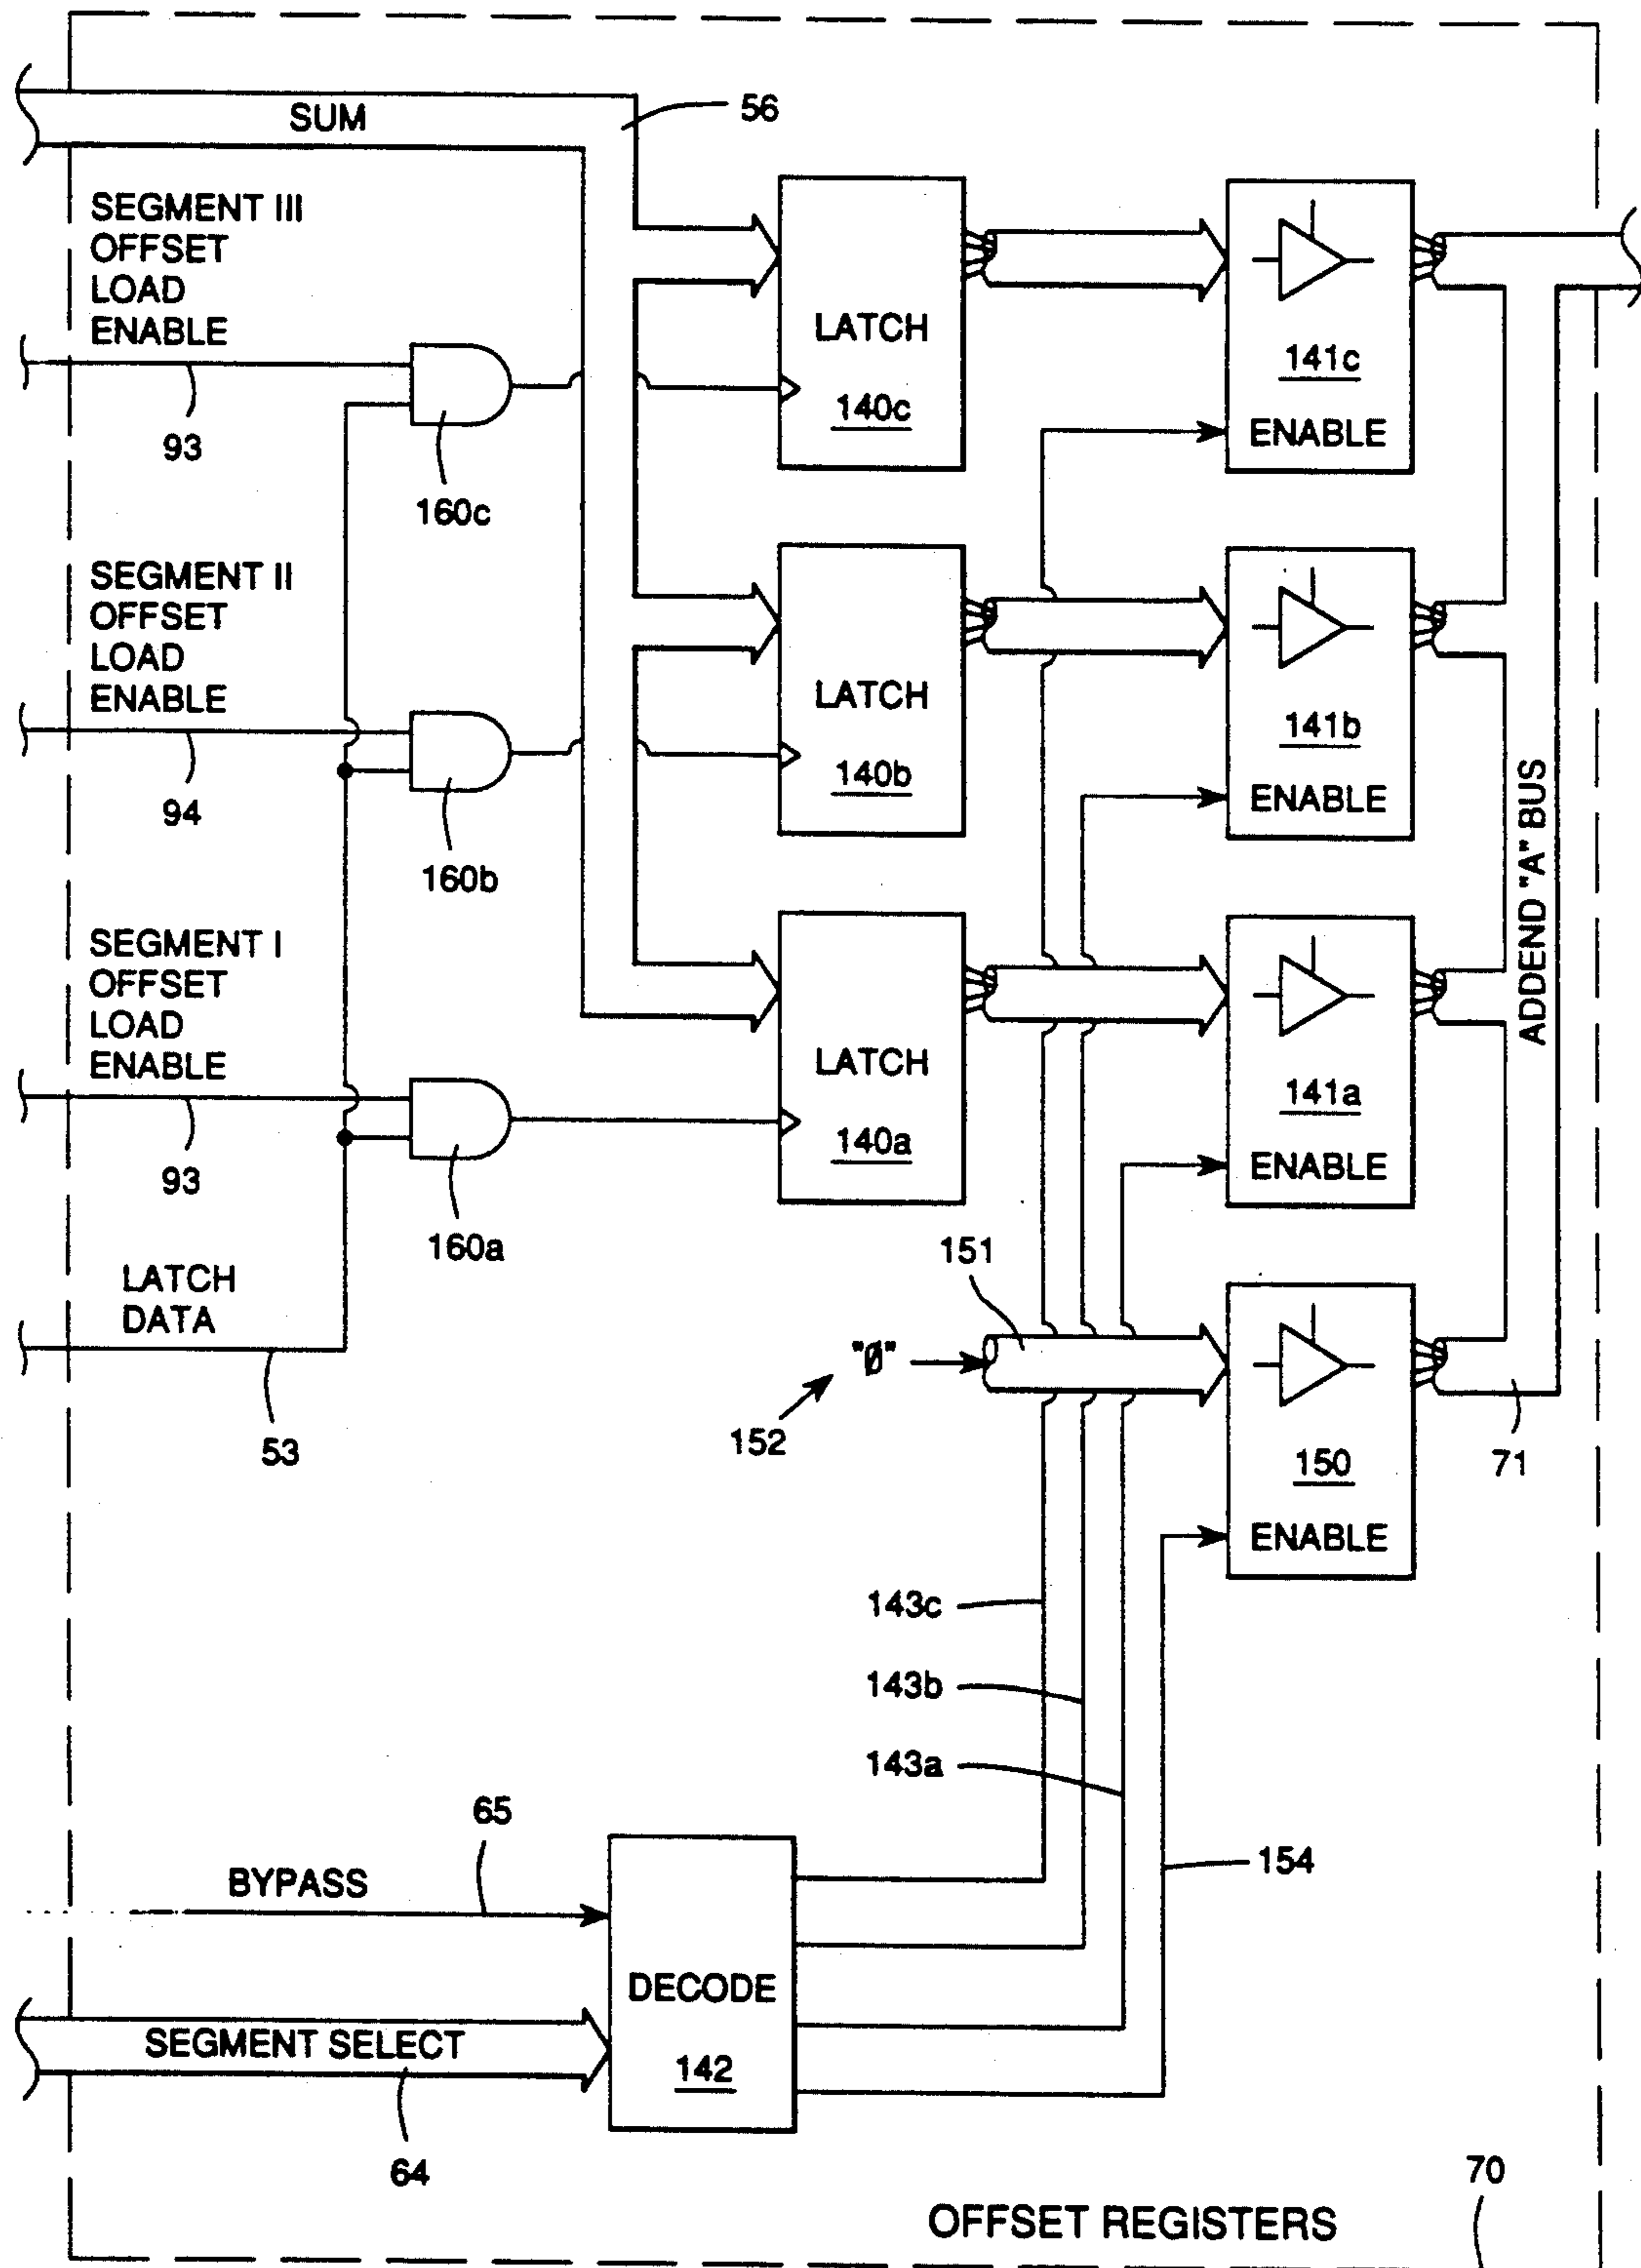 SUM
56
SEGMENT III
OFFSET
LOAD
ENABLE
93
160c
LATCH
140c
141c
ENABLE
SEGMENT II
OFFSET
LOAD
ENABLE
94
160b
LATCH
140b
141b
ENABLE
ADDEND "A" BUS
SEGMENT I
OFFSET
LOAD
ENABLE
93
160a
LATCH
140a
141a
ENABLE
LATCH
DATA
53
151
"Ø"
152
150
ENABLE
71
143c
143b
143a
154
65
BYPASS
DECODE
142
SEGMENT SELECT
64
70
OFFSET REGISTERS